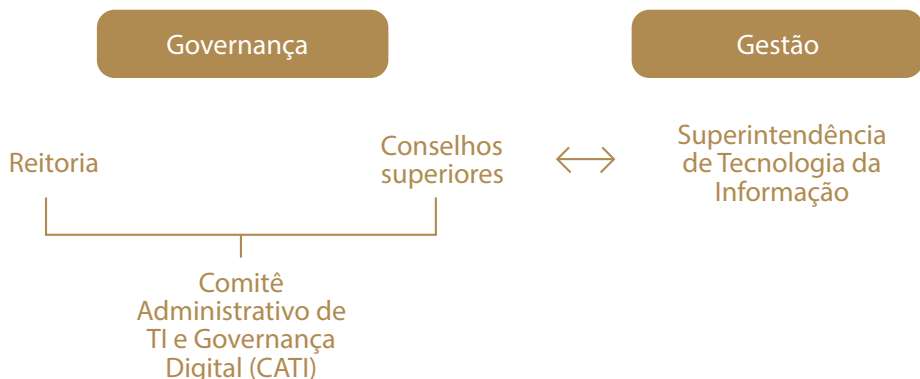 Governança
Gestão
Reitoria
Conselhos
superiores
Superintendência
de Tecnologia da
Informação
Comitê
Administrativo de
TI e Governança
Digital (CATI)